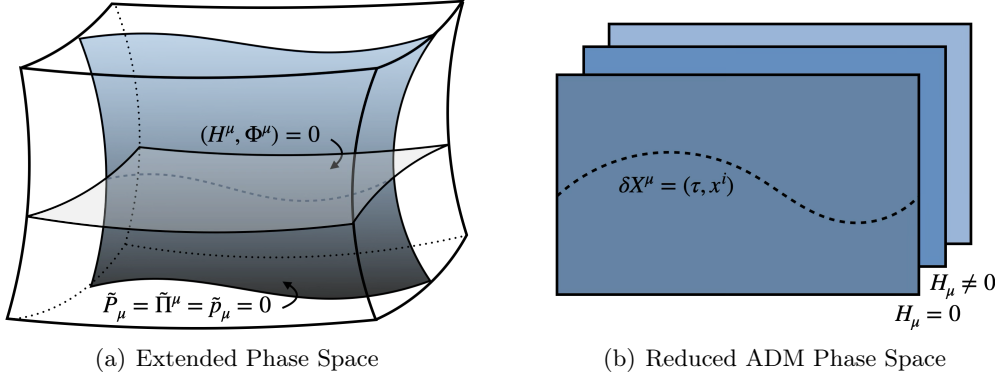 (H^μ, Φ^μ) = 0
P̃_μ = Π̃^μ = p̃_μ = 0
(a) Extended Phase Space
δX^μ = (τ, x^i)
H_μ ≠ 0
H_μ = 0
(b) Reduced ADM Phase Space